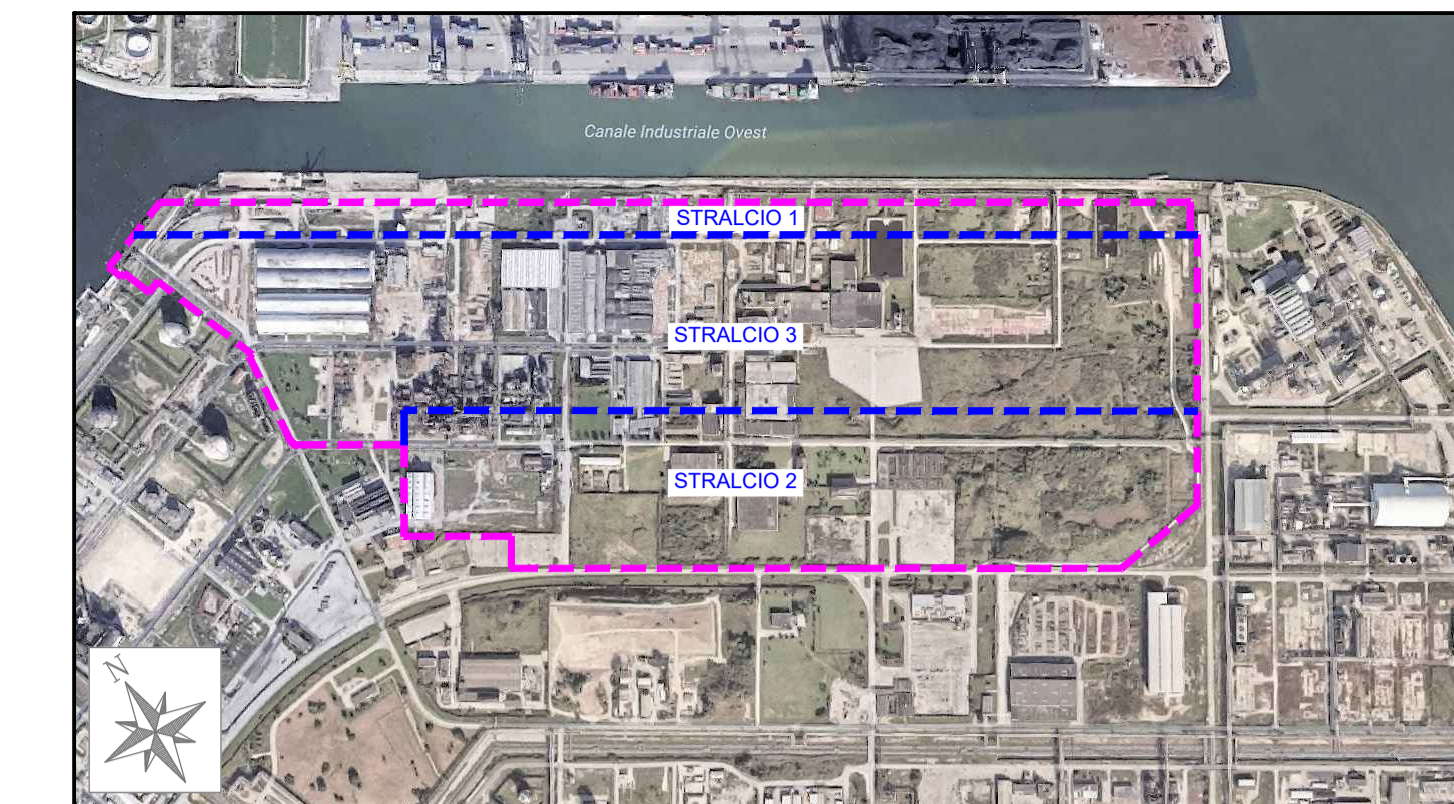 Canale Industriale Ovest
STRALCIO 1
STRALCIO 3
STRALCIO 2
N